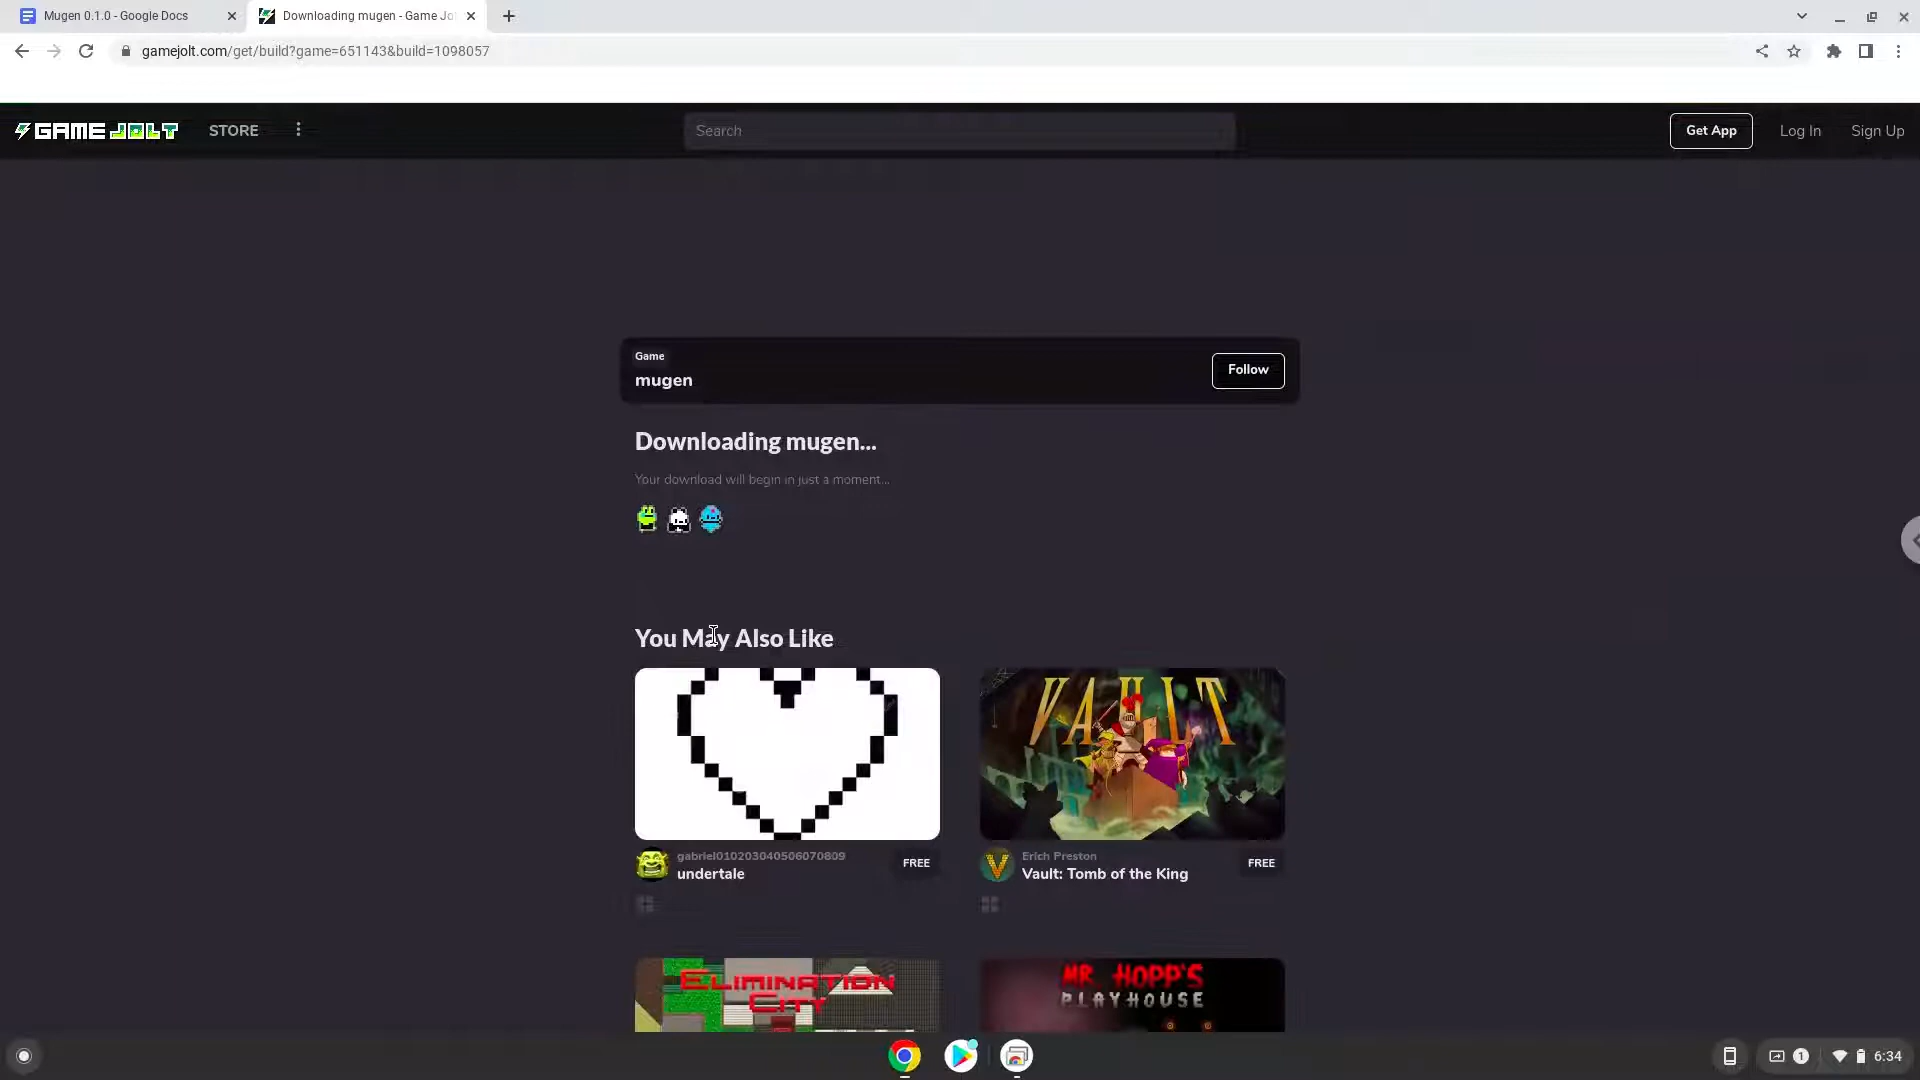 Mugen 0.1.0 - Google Docs
Downloading mugen - Game Jo
gamejolt.com/get/build?game=651143&build=1098057
GAME JOLT
STORE
Search
Get App
Log In
Sign Up
Game
mugen
Follow
Downloading mugen...
Your download will begin in just a moment...
You May Also Like
VAULT
gabriel010203040506070809
undertale
FREE
Erich Preston
Vault: Tomb of the King
FREE
ELIMINATION
CITY
MR. HOPP'S
PLAYHOUSE
1
6:34